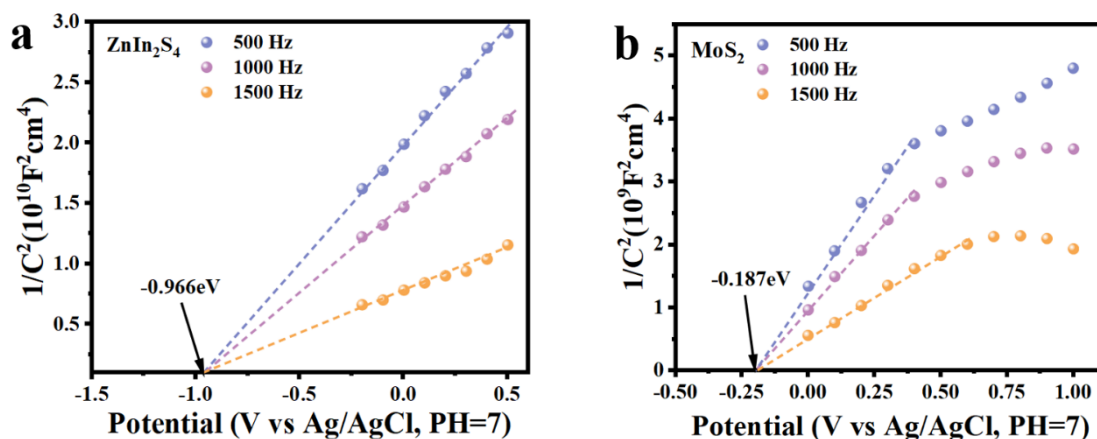 a
ZnIn₂S₄
500 Hz
1000 Hz
1500 Hz
-0.966eV
1/C²(10¹⁰F²cm⁴)
3.0
2.5
2.0
1.5
1.0
0.5
-1.5 -1.0 -0.5 0.0 0.5
Potential (V vs Ag/AgCl, PH=7)
b
MoS₂
500 Hz
1000 Hz
1500 Hz
-0.187eV
1/C²(10⁹F²cm⁴)
5
4
3
2
1
0
-0.50 -0.25 0.00 0.25 0.50 0.75 1.00
Potential (V vs Ag/AgCl, PH=7)